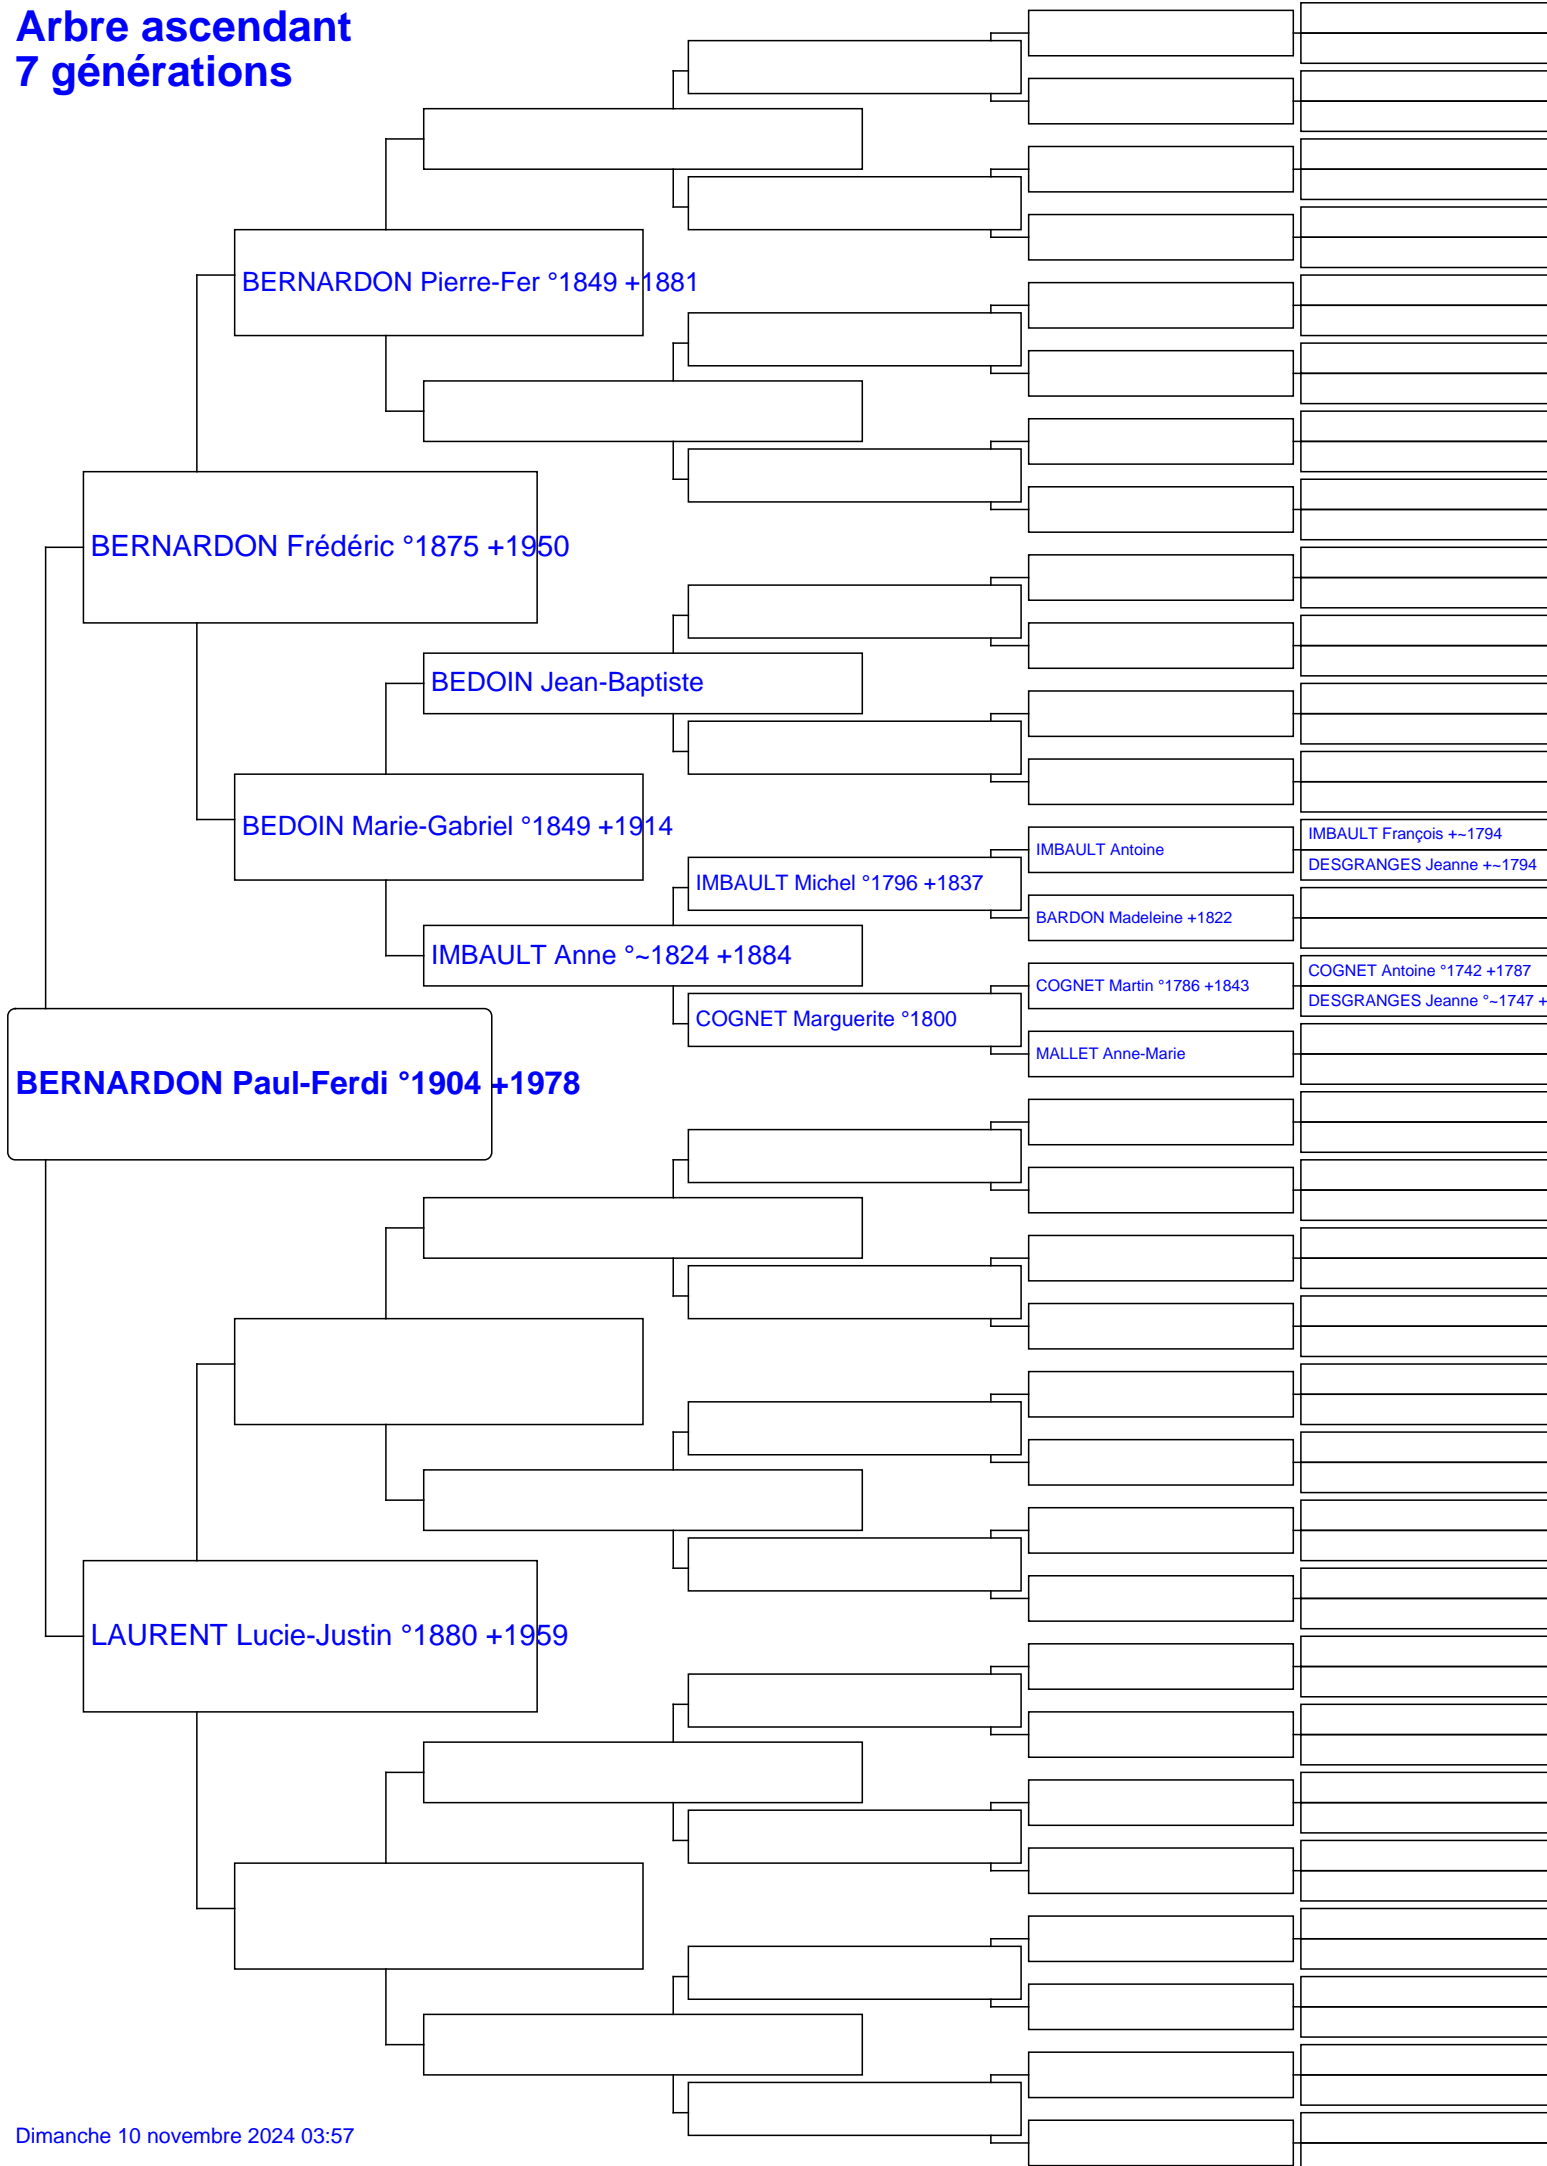 Arbre ascendant
7 générations
BERNARDON Pierre-Fer °1849 +1881
BERNARDON Frédéric °1875 +1950
BEDOIN Jean-Baptiste
BEDOIN Marie-Gabriel °1849 +1914
IMBAULT François +~1794
IMBAULT Antoine
DESGRANGES Jeanne +~1794
IMBAULT Michel °1796 +1837
BARDON Madeleine +1822
IMBAULT Anne °~1824 +1884
COGNET Antoine °1742 +1787
COGNET Martin °1786 +1843
DESGRANGES Jeanne °~1747 +
COGNET Marguerite °1800
MALLET Anne-Marie
BERNARDON Paul-Ferdi °1904 +1978
LAURENT Lucie-Justin °1880 +1959
Dimanche 10 novembre 2024 03:57